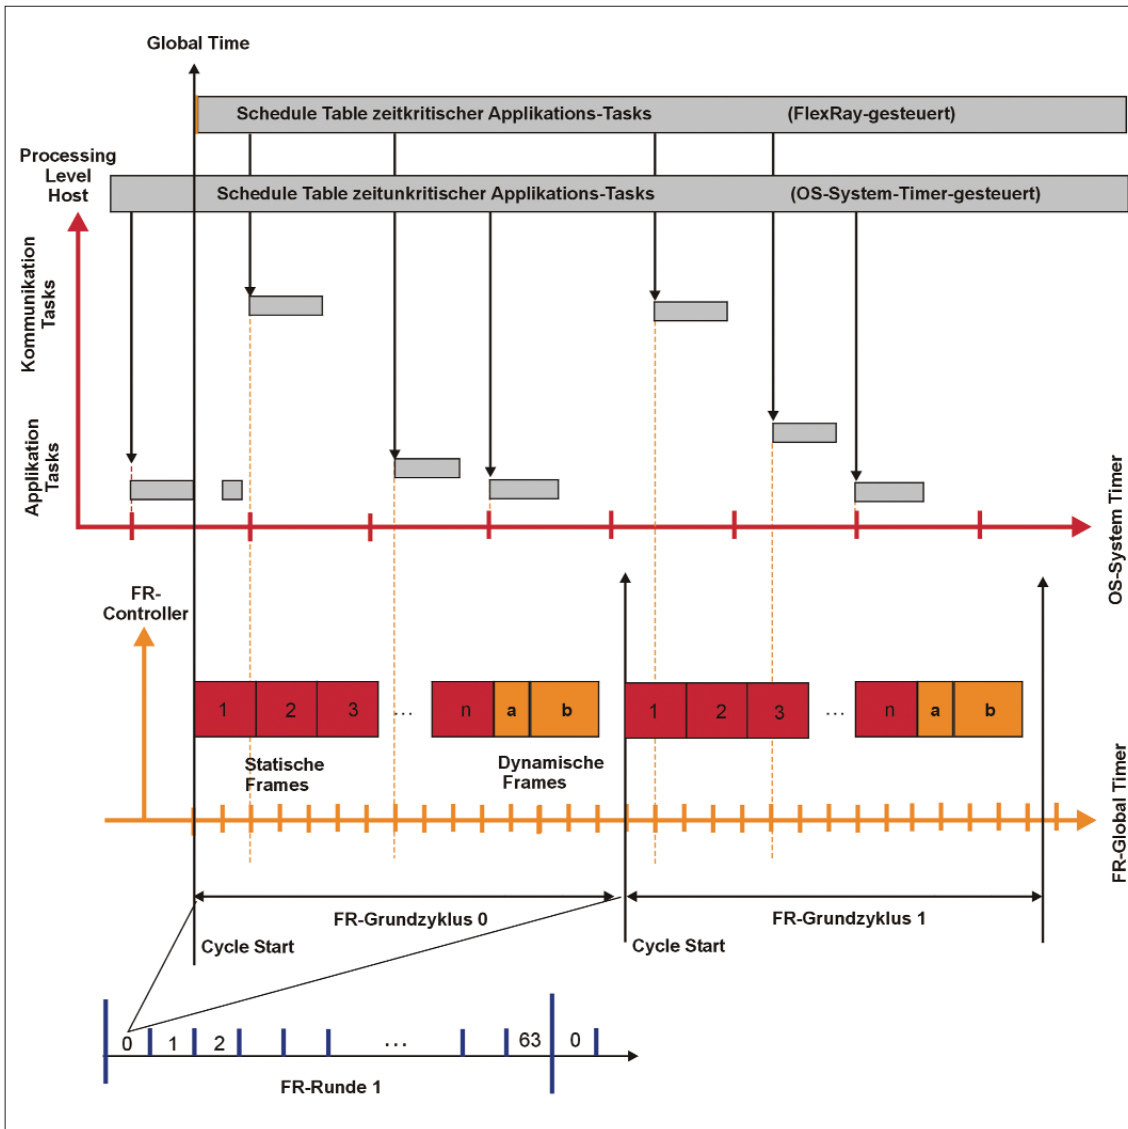 Global Time
Schedule Table zeitkritischer Applikations-Tasks (FlexRay-gesteuert)
Processing
Level
Host
Schedule Table zeitunkritischer Applikations-Tasks (OS-System-Timer-gesteuert)
Kommunikation
Tasks
Applikation
Tasks
OS-System Timer
FR-
Controller
1 2 3 ... n a b 1 2 3 ... n a b
Statische
Frames
Dynamische
Frames
FR-Global Timer
FR-Grundzyklus 0
FR-Grundzyklus 1
Cycle Start
Cycle Start
0 1 2 ... 63 0
FR-Runde 1